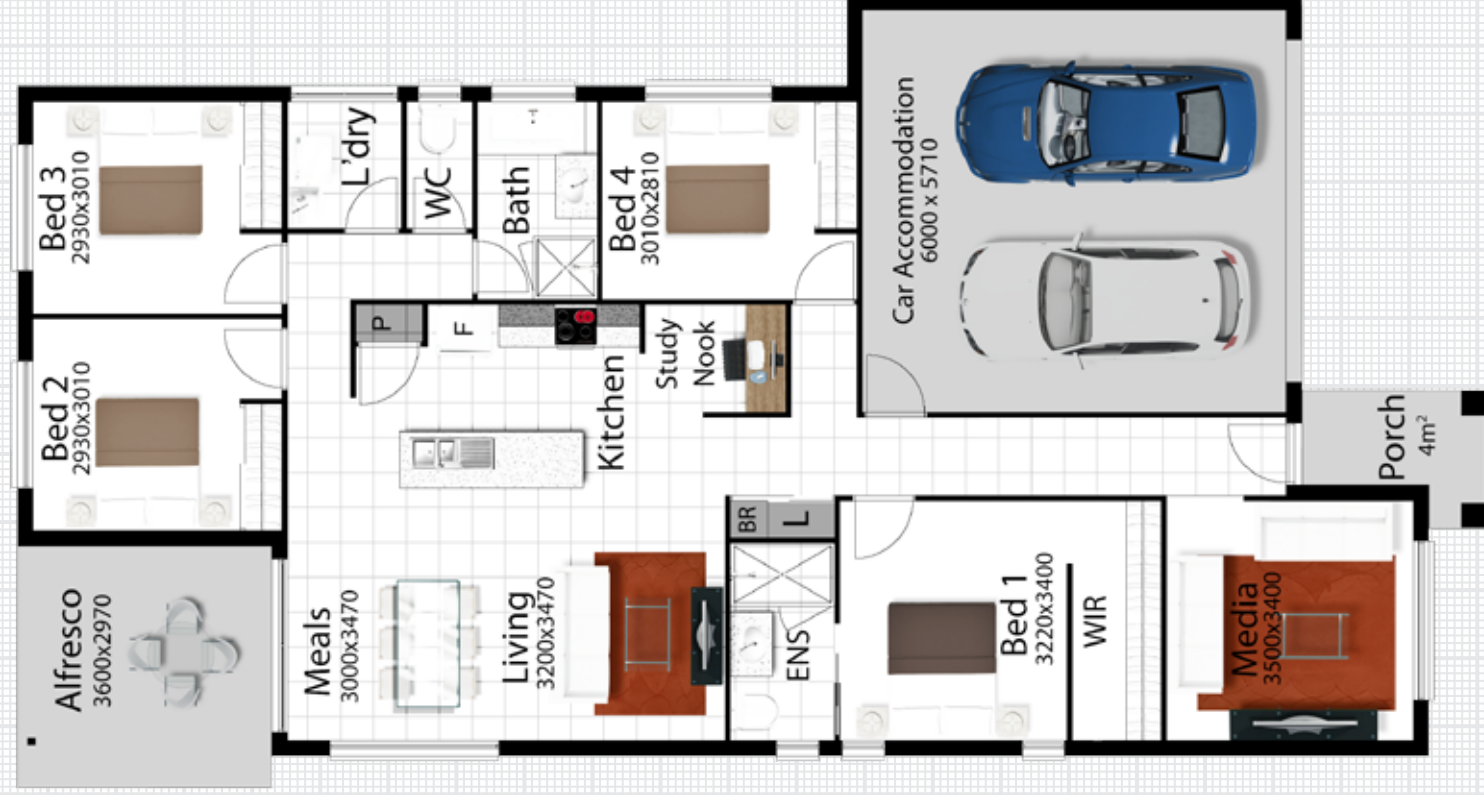 Bed 3
2930x3010
L'dry
WC
Bath
Bed 4
3010x2810
Car Accommodation
6000 x 5710
Bed 2
2930x3010
P
F
Kitchen
Study
Nook
Porch
4m²
Alfresco
3600x2970
Meals
3000x3470
Living
3200x3470
BR
L
ENS
Bed 1
3220x3400
WIR
Media
3500x3400